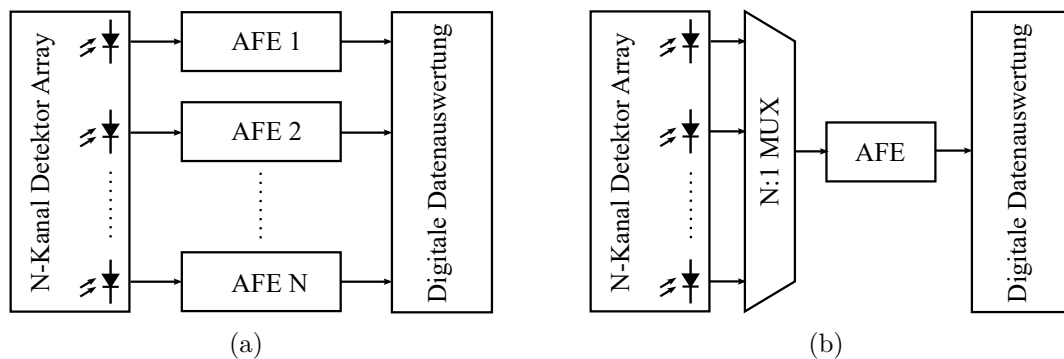 N-Kanal Detektor Array
AFE 1
AFE 2
AFE N
Digitale Datenauswertung
(a)
N-Kanal Detektor Array
N:1 MUX
AFE
Digitale Datenauswertung
(b)